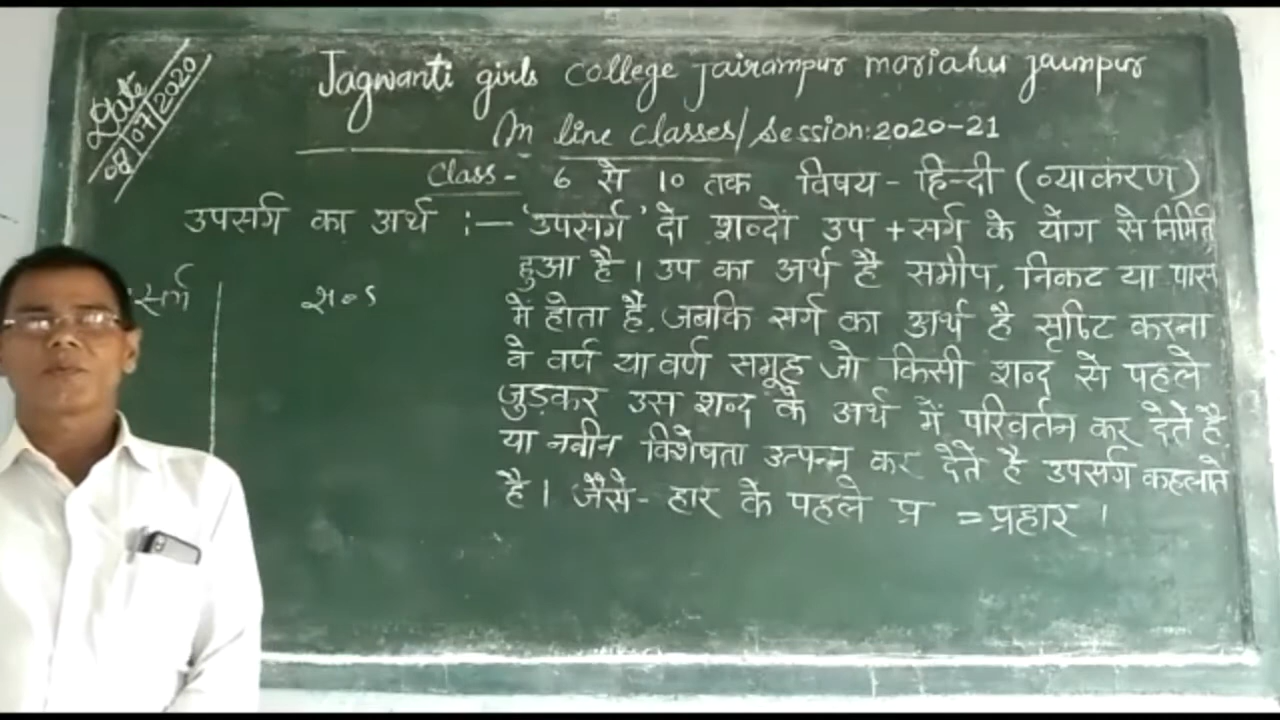 Date
08/07/2020
Jagwanti girls college jairampur mariahu jaunpur
On line classes/session:2020-21
Class- 6 से 10 तक विषय - हिन्दी (व्याकरण)
उपसर्ग का अर्थ :— 'उपसर्ग' दो शब्दों उप + सर्ग के योग से निर्मित
हुआ है। उप का अर्थ है समीप, निकट या पास
में होता है, जबकि सर्ग का अर्थ है सृष्टि करना
वे वर्ण या वर्ण समूह जो किसी शब्द से पहले
जुड़कर उस शब्द के अर्थ में परिवर्तन कर देते है
या नवीन विशेषता उत्पन्न कर देते है उपसर्ग कहलाते
है। जैसे- हार के पहले प्र = प्रहार।